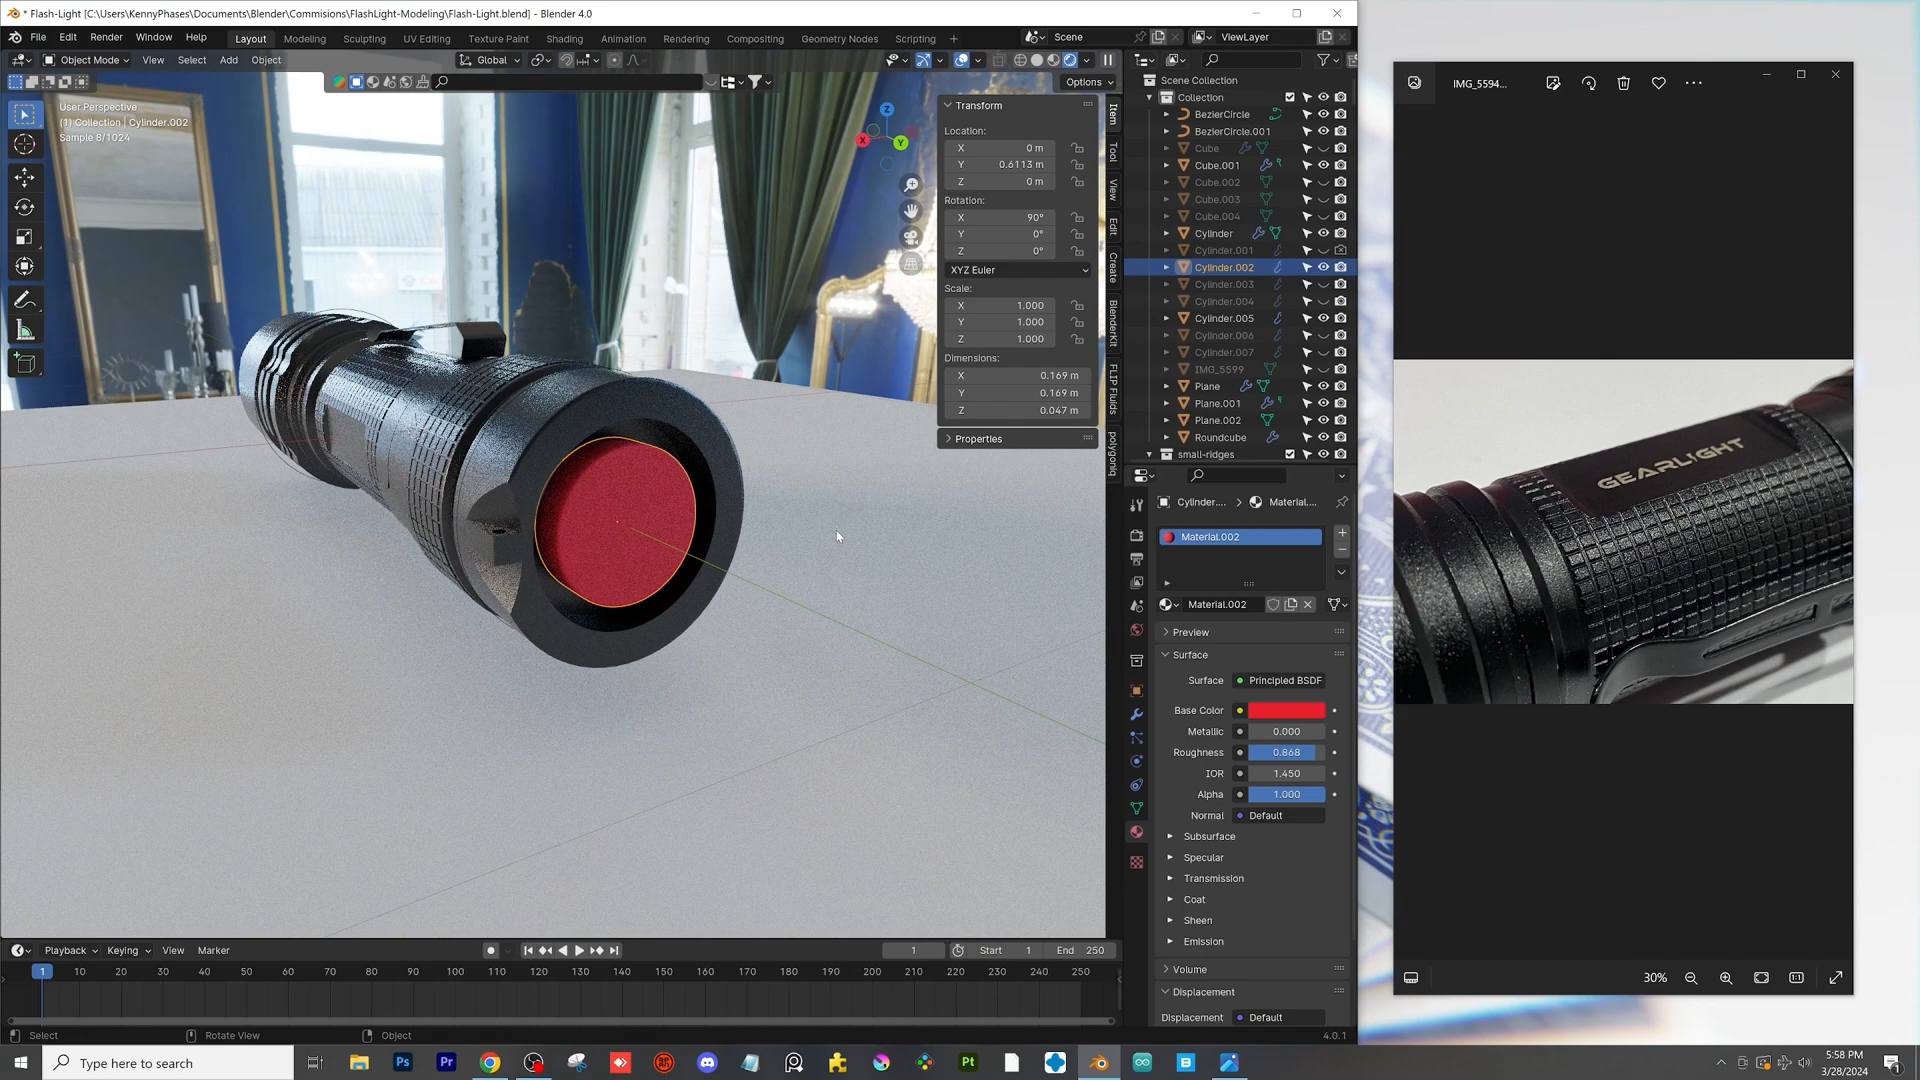 * Flash-Light [C:\Users\KennyPhases\Documents\Blender\Commisions\FlashLight-Modeling\Flash-Light.blend] - Blender 4.0
File Edit Render Window Help Layout Modeling Sculpting UV Editing Texture Paint Shading Animation Rendering Compositing Geometry Nodes Scripting + Scene ViewLayer
Object Mode View Select Add Object Global
Options
User Perspective
(1) Collection | Cylinder.002
Sample 8/1024
Z
X
Y
Transform
Location:
X 0 m
Y 0.6113 m
Z 0 m
Rotation:
X 90°
Y 0°
Z 0°
XYZ Euler
Scale:
X 1.000
Y 1.000
Z 1.000
Dimensions:
X 0.169 m
Y 0.169 m
Z 0.047 m
Properties
Item
Tool
View
Edit
Create
BlenderKit
FLIP Fluids
polygoniq
Scene Collection
Collection
BezierCircle
BezierCircle.001
Cube
Cube.001
Cube.002
Cube.003
Cube.004
Cylinder
Cylinder.001
Cylinder.002
Cylinder.003
Cylinder.004
Cylinder.005
Cylinder.006
Cylinder.007
IMG_5599
Plane
Plane.001
Plane.002
Roundcube
small-ridges
Cylinder.... > Material....
Material.002
Material.002
Preview
Surface
Surface Principled BSDF
Base Color
Metallic 0.000
Roughness 0.868
IOR 1.450
Alpha 1.000
Normal Default
Subsurface
Specular
Transmission
Coat
Sheen
Emission
Volume
Displacement
Displacement Default
4.0.1
Playback Keying View Marker 1 Start 1 End 250
1 10 20 30 40 50 60 70 80 90 100 110 120 130 140 150 160 170 180 190 200 210 220 230 240 250
Select Rotate View Object
IMG_5594...
GEARLIGHT
30%
1:1
Type here to search
Ps
Pr
Pt
B
5:58 PM
3/28/2024
1